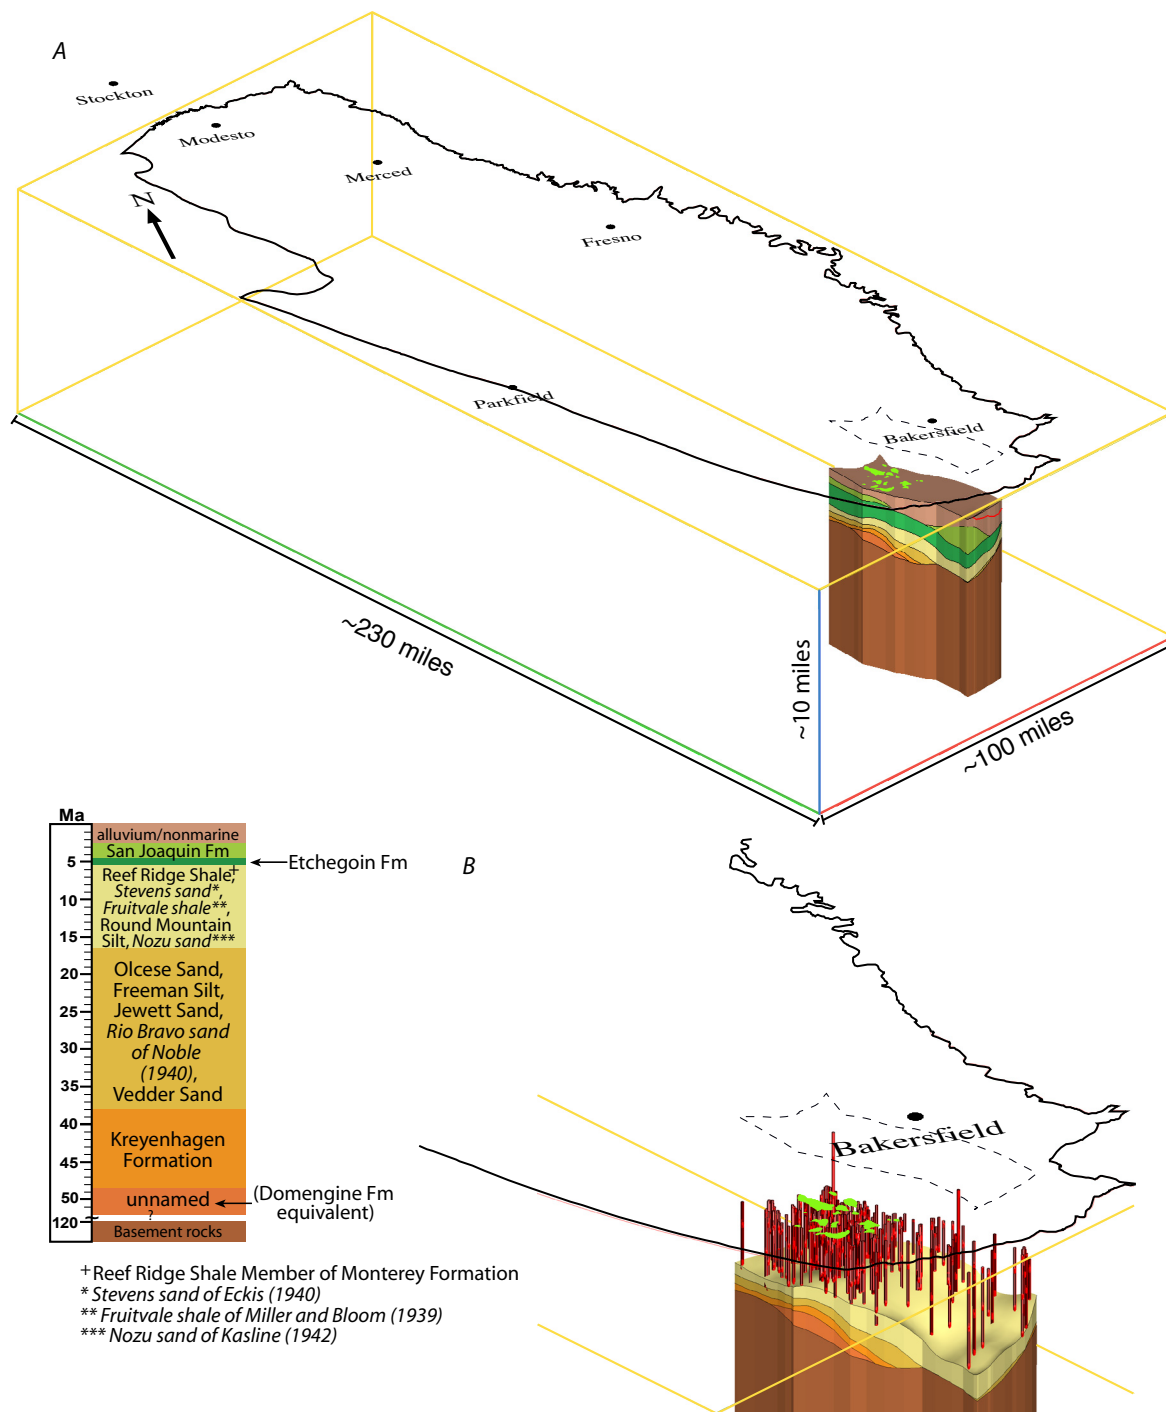 A
Stockton
Modesto
Merced
N
Fresno
Parkfield
Bakersfield
~230 miles
~10 miles
~100 miles
Ma
alluvium/nonmarine
San Joaquin Fm
5
Etchegoin Fm
Reef Ridge Shale,+
Stevens sand*,
10
Fruitvale shale**,
Round Mountain
15
Silt, Nozu sand***
20
Olcese Sand,
Freeman Silt,
25
Jewett Sand,
Rio Bravo sand
30
of Noble
(1940),
35
Vedder Sand
40
Kreyenhagen
45
Formation
50
unnamed
(Domengine Fm
equivalent)
?
~
120
Basement rocks
+Reef Ridge Shale Member of Monterey Formation
* Stevens sand of Eckis (1940)
** Fruitvale shale of Miller and Bloom (1939)
*** Nozu sand of Kasline (1942)
B
Bakersfield